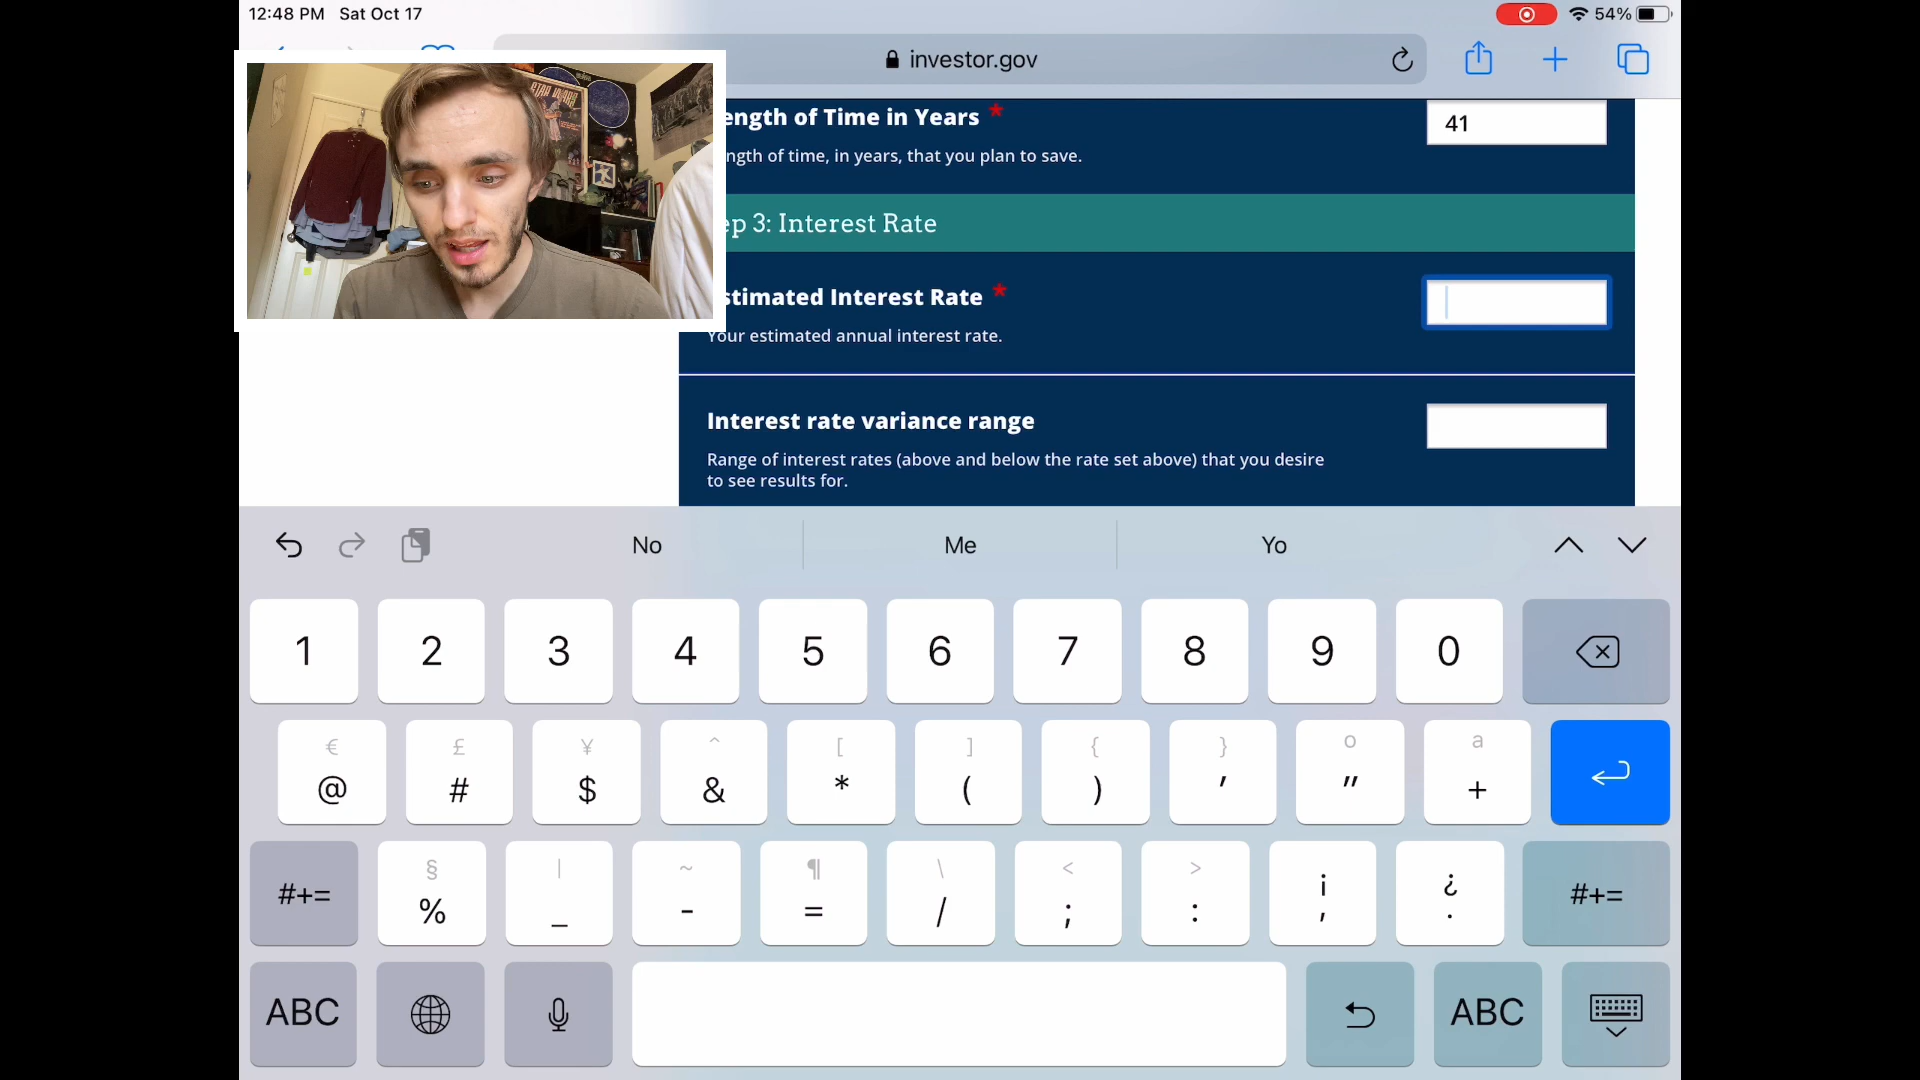 12:48 PM Sat Oct 17
54%
investor.gov
STAR WARS
ength of Time in Years *
41
ngth of time, in years, that you plan to save.
ep 3: Interest Rate
stimated Interest Rate *
Your estimated annual interest rate.
Interest rate variance range
Range of interest rates (above and below the rate set above) that you desire
to see results for.
No Me Yo
1 2 3 4 5 6 7 8 9 0
€ £ ¥ ^ [ ] { } o a
@ # $ & * ( ) ' " +
§ | ~ ¶ \ < > ¡ ¿
#+= % _ - = / ; : , . #+=
ABC ABC